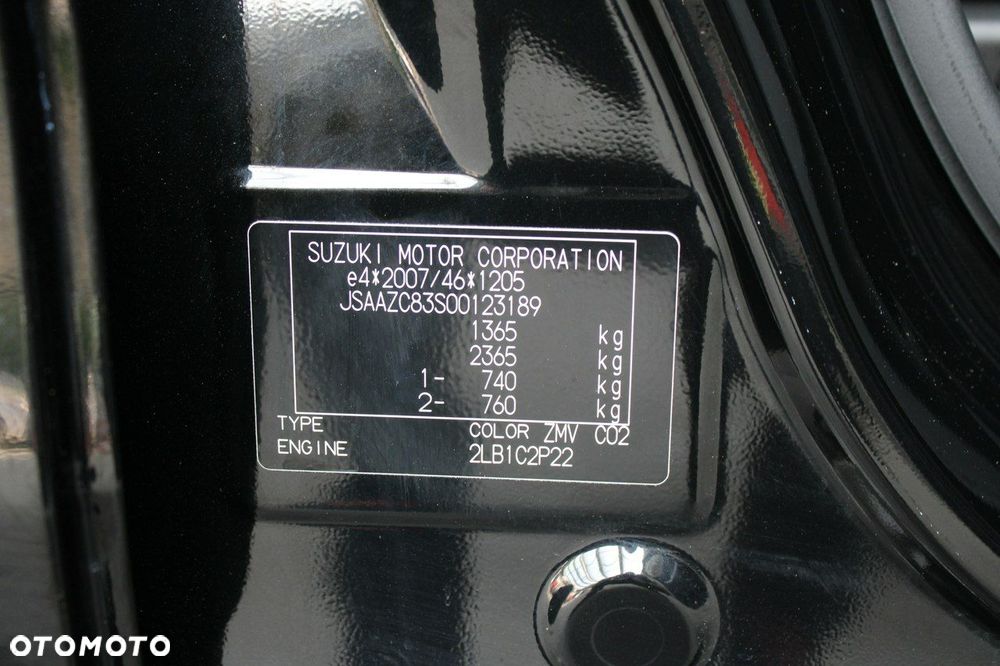 SUZUKI MOTOR CORPORATION
e4*2007/46*1205
JSAAZC83S00123189
1365 kg
2365 kg
1- 740 kg
2- 760 kg
TYPE COLOR ZMV C02
ENGINE 2LB1C2P22
OTOMOTO